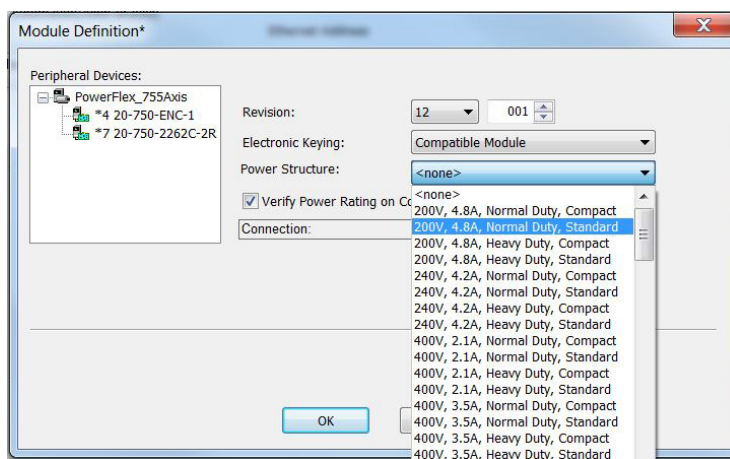 Module Definition*
Peripheral Devices:
PowerFlex_755Axis
*4 20-750-ENC-1
*7 20-750-2262C-2R
Revision:
12
001
Electronic Keying:
Compatible Module
Power Structure:
<none>
Verify Power Rating on Co
Connection:
<none>
200V, 4.8A, Normal Duty, Compact
200V, 4.8A, Normal Duty, Standard
200V, 4.8A, Heavy Duty, Compact
200V, 4.8A, Heavy Duty, Standard
240V, 4.2A, Normal Duty, Compact
240V, 4.2A, Normal Duty, Standard
240V, 4.2A, Heavy Duty, Compact
240V, 4.2A, Heavy Duty, Standard
400V, 2.1A, Normal Duty, Compact
400V, 2.1A, Normal Duty, Standard
400V, 2.1A, Heavy Duty, Compact
400V, 2.1A, Heavy Duty, Standard
400V, 3.5A, Normal Duty, Compact
400V, 3.5A, Normal Duty, Standard
400V, 3.5A, Heavy Duty, Compact
400V, 3.5A, Heavy Duty, Standard
OK